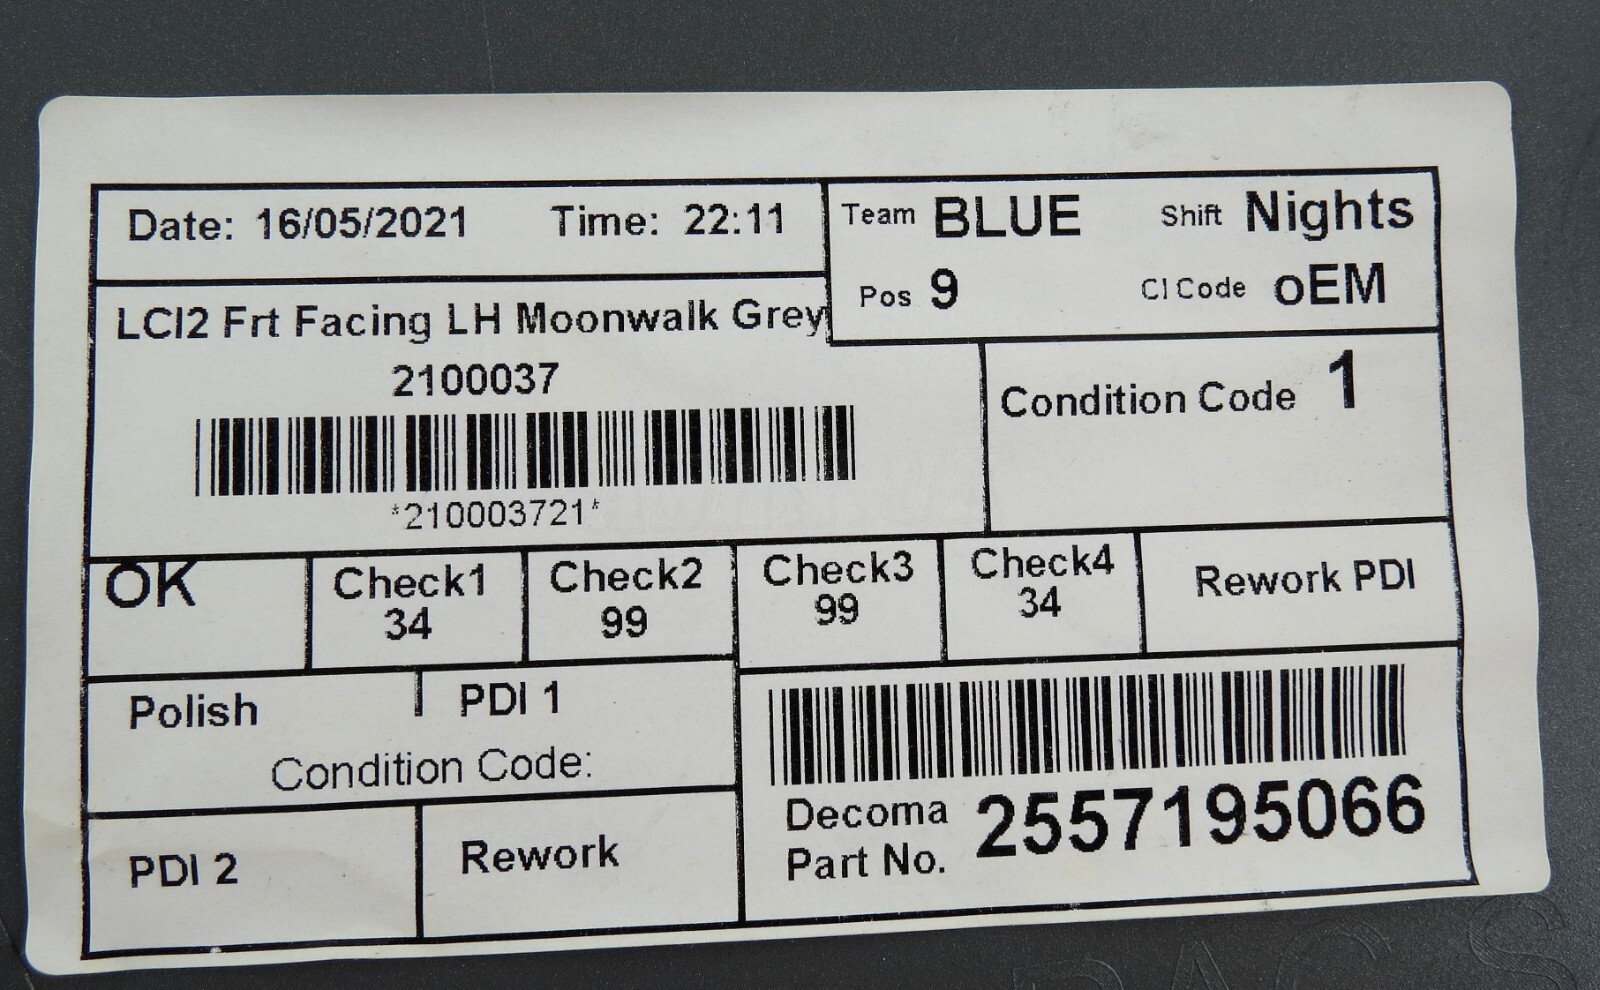 Date: 16/05/2021 Time: 22:11
Team BLUE Shift Nights
Pos 9 CI Code oEM
LCI2 Frt Facing LH Moonwalk Grey
2100037
*210003721*
Condition Code 1
OK
Check1
34
Check2
99
Check3
99
Check4
34
Rework PDI
Polish
PDI 1
Condition Code:
PDI 2
Rework
Decoma
Part No. 2557195066